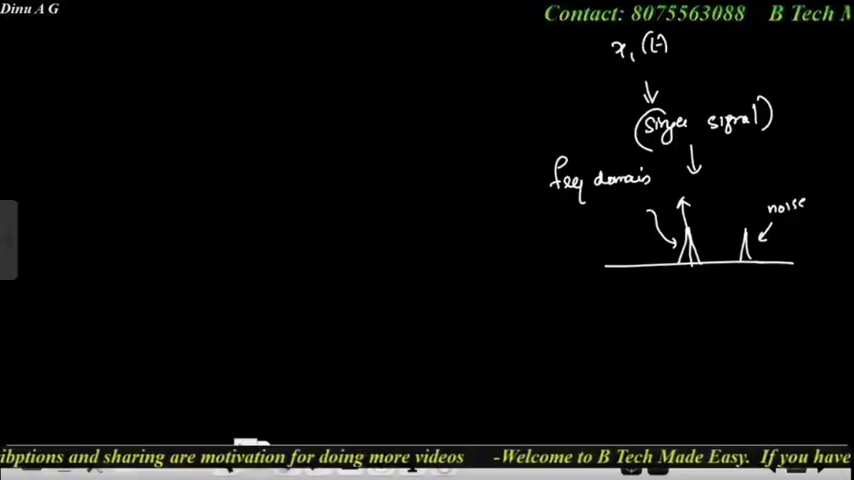 Dinu A G
Contact: 8075563088 B Tech M
x₁(t)
(Singer signal)
freq domain
noise
ibptions and sharing are motivation for doing more videos -Welcome to B Tech Made Easy. If you have